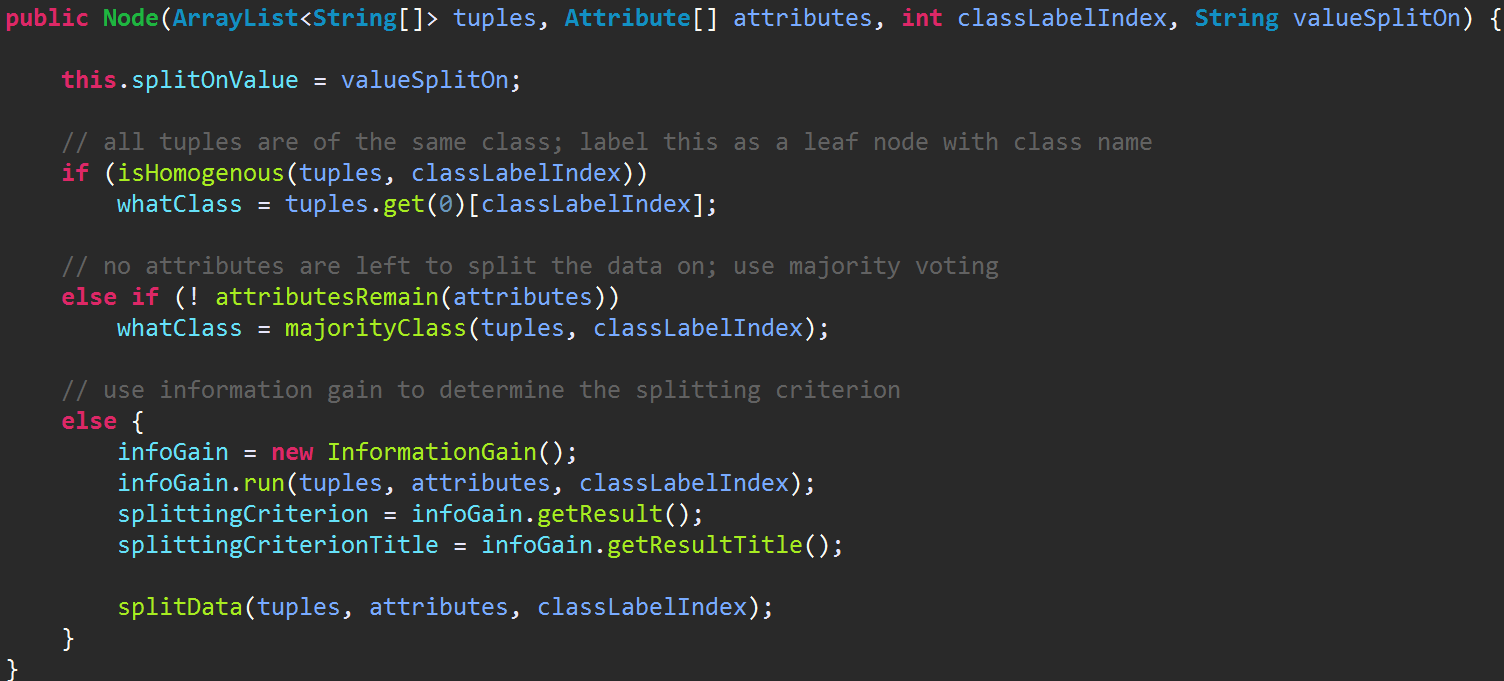 public Node(ArrayList<String[]> tuples, Attribute[] attributes, int classLabelIndex, String valueSplitOn) {

    this.splitOnValue = valueSplitOn;

    // all tuples are of the same class; label this as a leaf node with class name
    if (isHomogenous(tuples, classLabelIndex))
        whatClass = tuples.get(0)[classLabelIndex];

    // no attributes are left to split the data on; use majority voting
    else if (! attributesRemain(attributes))
        whatClass = majorityClass(tuples, classLabelIndex);

    // use information gain to determine the splitting criterion
    else {
        infoGain = new InformationGain();
        infoGain.run(tuples, attributes, classLabelIndex);
        splittingCriterion = infoGain.getResult();
        splittingCriterionTitle = infoGain.getResultTitle();

        splitData(tuples, attributes, classLabelIndex);
    }
}